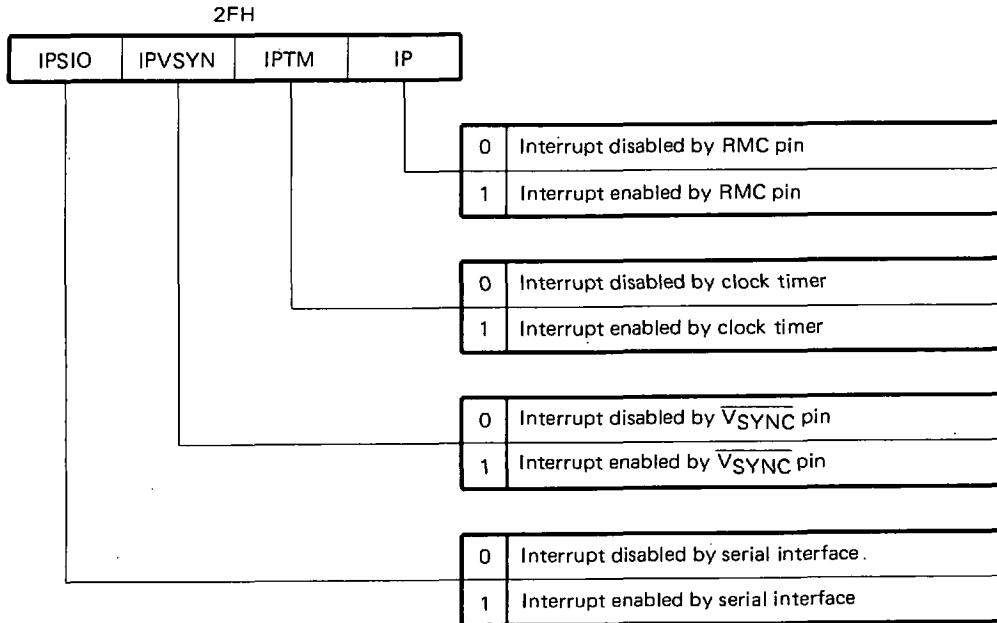 2FH
IPSIO IPVSYN IPTM IP
0 Interrupt disabled by RMC pin
1 Interrupt enabled by RMC pin
0 Interrupt disabled by clock timer
1 Interrupt enabled by clock timer
0 Interrupt disabled by V̅S̅Y̅N̅C̅ pin
1 Interrupt enabled by V̅S̅Y̅N̅C̅ pin
0 Interrupt disabled by serial interface.
1 Interrupt enabled by serial interface